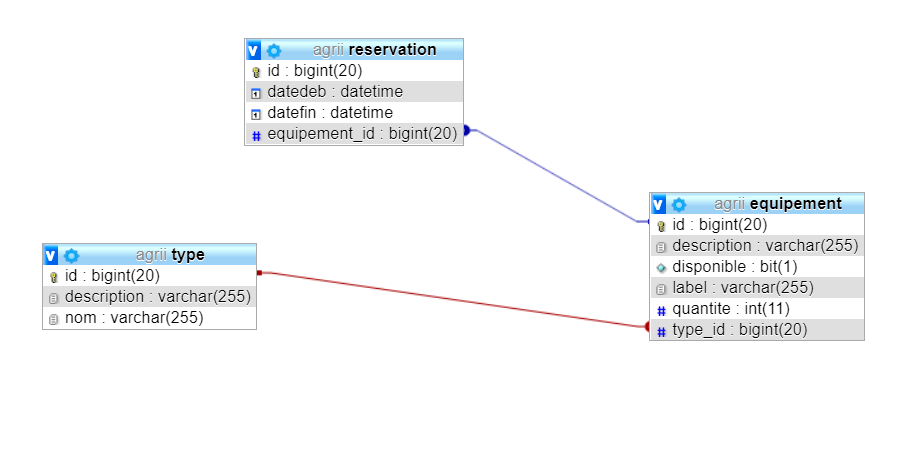 agrii reservation
id : bigint(20)
datedeb : datetime
datefin : datetime
# equipement_id : bigint(20)
agrii equipement
id : bigint(20)
description : varchar(255)
disponible : bit(1)
label : varchar(255)
# quantite : int(11)
# type_id : bigint(20)
agrii type
id : bigint(20)
description : varchar(255)
nom : varchar(255)